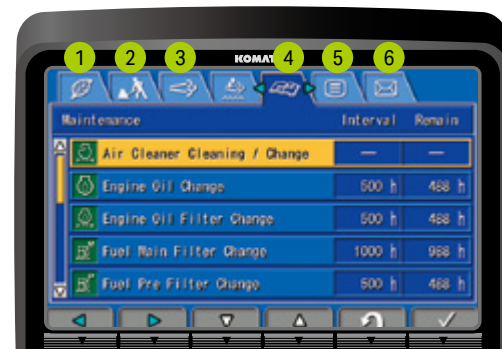 1 2 3 4 5 6
KOMAT
Maintenance Interval Remain
Air Cleaner Cleaning / Change — —
Engine Oil Change 500 h 468 h
Engine Oil Filter Change 500 h 468 h
Fuel Main Filter Change 1000 h 968 h
Fuel Pre Filter Change 500 h 468 h